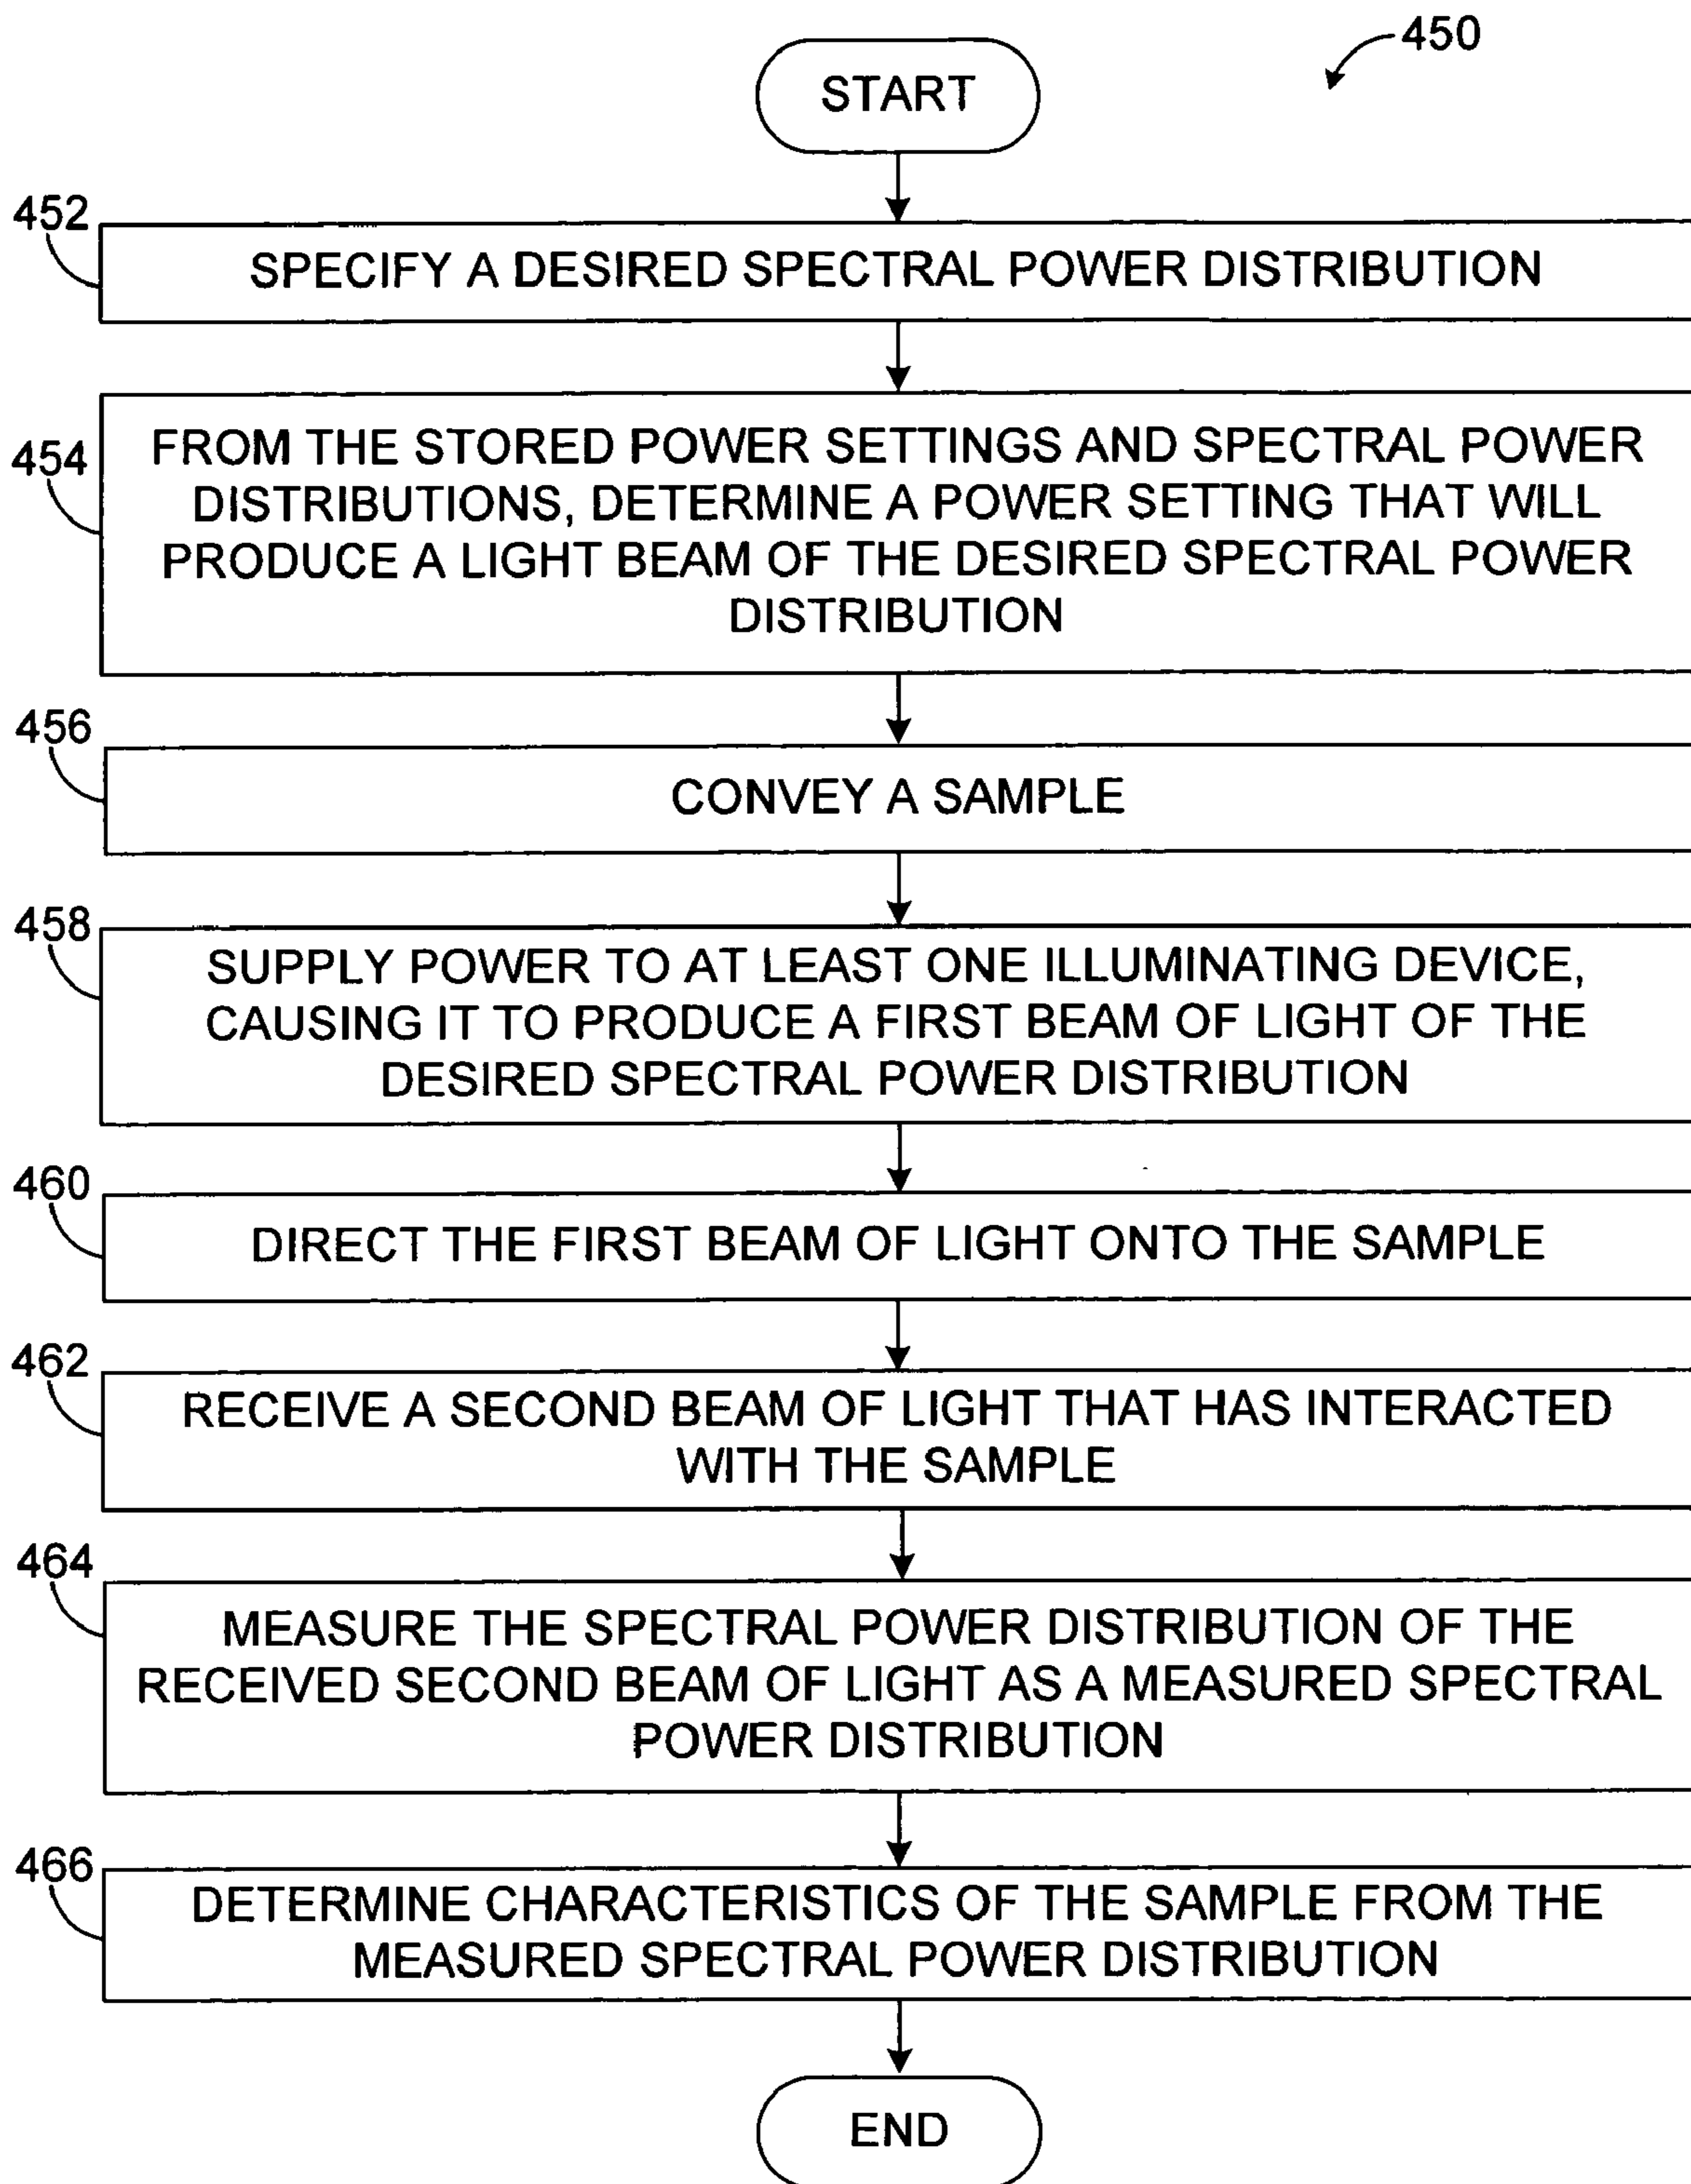 450
START
452
SPECIFY A DESIRED SPECTRAL POWER DISTRIBUTION
454
FROM THE STORED POWER SETTINGS AND SPECTRAL POWER
DISTRIBUTIONS, DETERMINE A POWER SETTING THAT WILL
PRODUCE A LIGHT BEAM OF THE DESIRED SPECTRAL POWER
DISTRIBUTION
456
CONVEY A SAMPLE
458
SUPPLY POWER TO AT LEAST ONE ILLUMINATING DEVICE,
CAUSING IT TO PRODUCE A FIRST BEAM OF LIGHT OF THE
DESIRED SPECTRAL POWER DISTRIBUTION
460
DIRECT THE FIRST BEAM OF LIGHT ONTO THE SAMPLE
462
RECEIVE A SECOND BEAM OF LIGHT THAT HAS INTERACTED
WITH THE SAMPLE
464
MEASURE THE SPECTRAL POWER DISTRIBUTION OF THE
RECEIVED SECOND BEAM OF LIGHT AS A MEASURED SPECTRAL
POWER DISTRIBUTION
466
DETERMINE CHARACTERISTICS OF THE SAMPLE FROM THE
MEASURED SPECTRAL POWER DISTRIBUTION
END